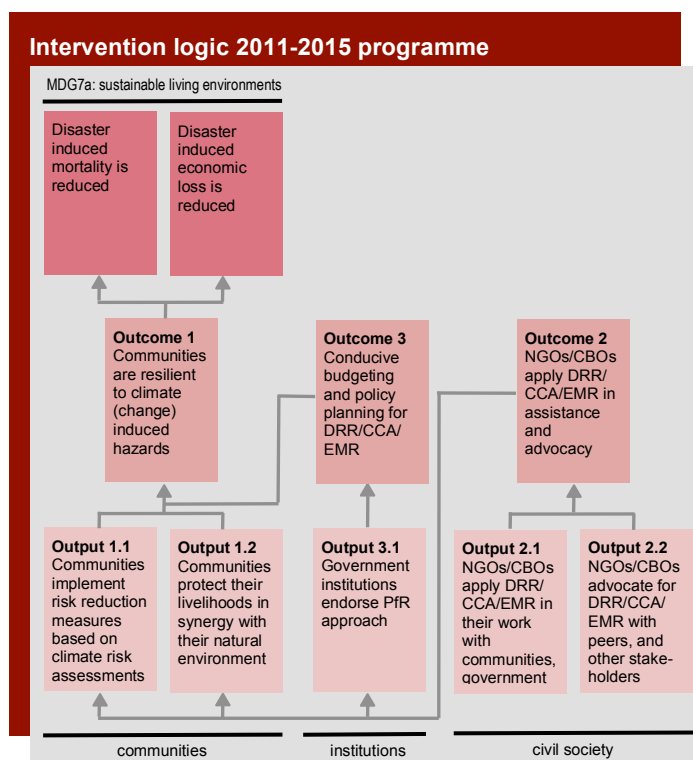 Intervention logic 2011-2015 programme
MDG7a: sustainable living environments
Disaster
induced
mortality is
reduced
Disaster
induced
economic
loss is
reduced
Outcome 1
Communities
are resilient
to climate
(change)
induced
hazards
Outcome 3
Conducive
budgeting
and policy
planning for
DRR/CCA/
EMR
Outcome 2
NGOs/CBOs
apply DRR/
CCA/EMR in
assistance
and
advocacy
Output 1.1
Communities
implement
risk reduction
measures
based on
climate risk
assessments
Output 1.2
Communities
protect their
livelihoods in
synergy with
their natural
environment
Output 3.1
Government
institutions
endorse PfR
approach
Output 2.1
NGOs/CBOs
apply DRR/
CCA/EMR in
their work
with
communities,
government
Output 2.2
NGOs/CBOs
advocate for
DRR/CCA/
EMR with
peers, and
other stake-
holders
communities
institutions
civil society